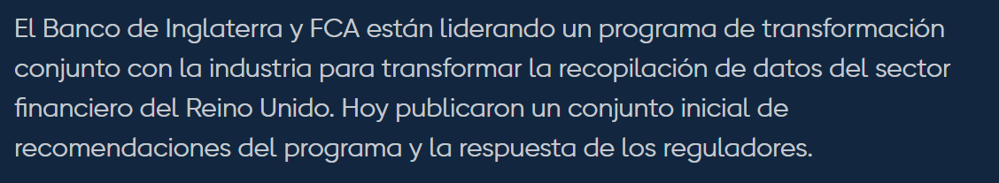 El Banco de Inglaterra y FCA están liderando un programa de transformación
conjunto con la industria para transformar la recopilación de datos del sector
financiero del Reino Unido. Hoy publicaron un conjunto inicial de
recomendaciones del programa y la respuesta de los reguladores.